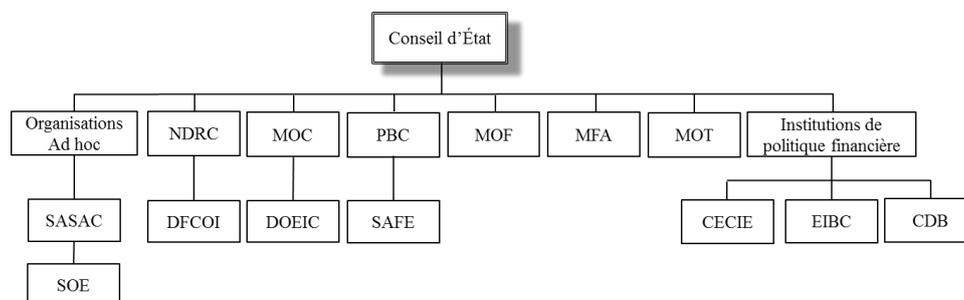 Conseil d’État
Organisations
Ad hoc
NDRC
MOC
PBC
MOF
MFA
MOT
Institutions de
politique financière
SASAC
DFCOI
DOEIC
SAFE
CECIE
EIBC
CDB
SOE